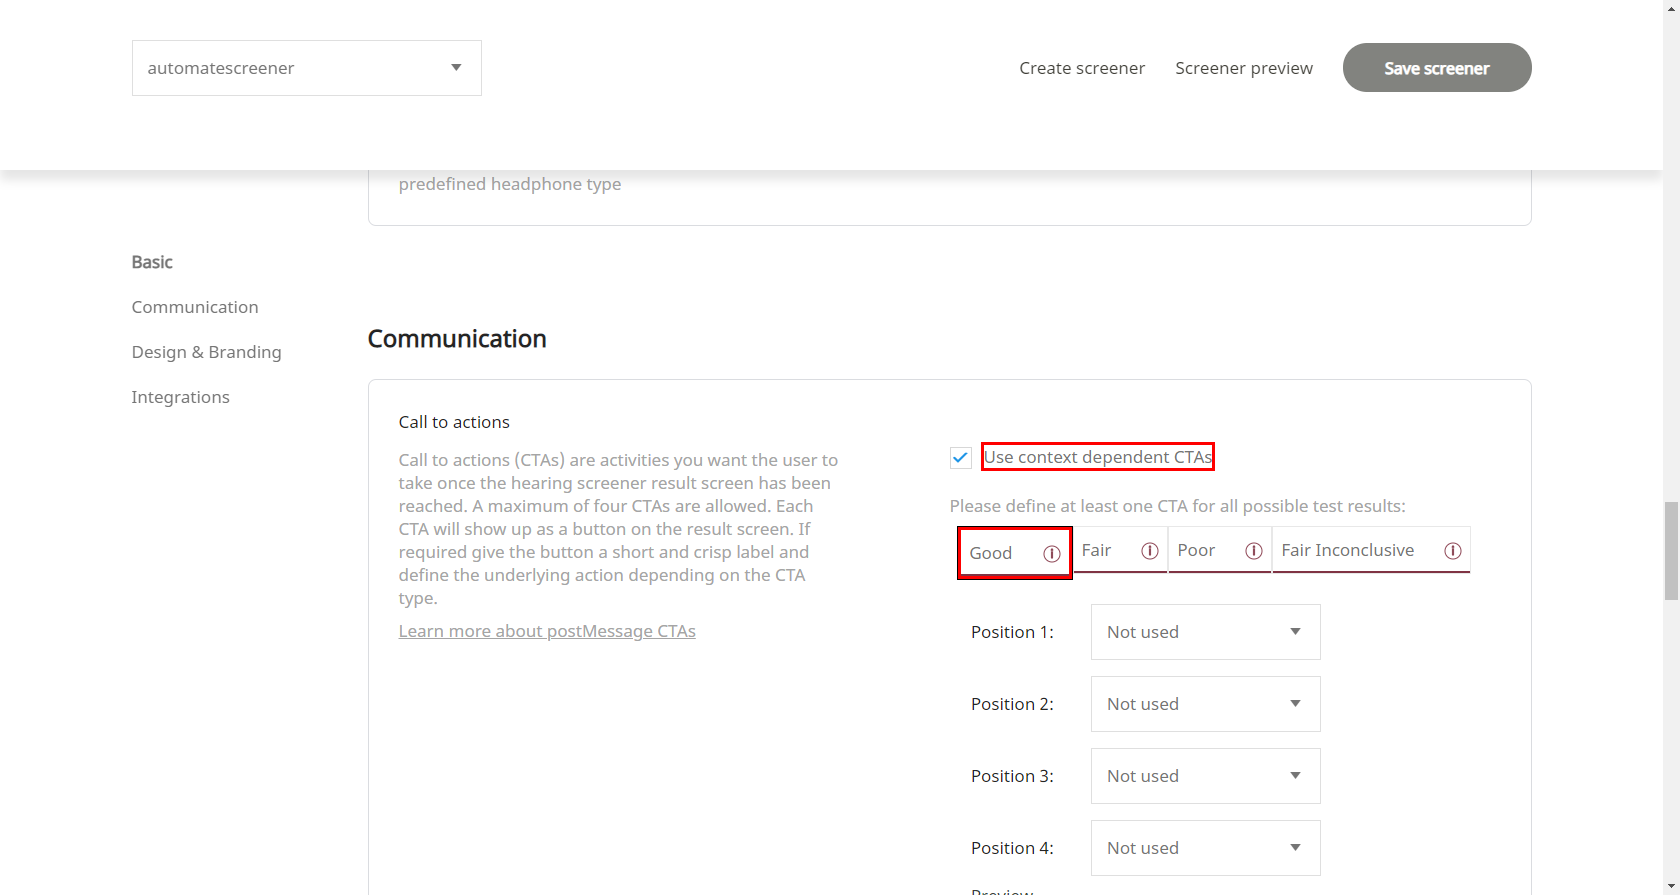 automatescreener
Create screener
Screener preview
Save screener
predefined headphone type
Basic
Communication
Design & Branding
Integrations
Communication
Call to actions
Call to actions (CTAs) are activities you want the user to
take once the hearing screener result screen has been
reached. A maximum of four CTAs are allowed. Each
CTA will show up as a button on the result screen. If
required give the button a short and crisp label and
define the underlying action depending on the CTA
type.
Learn more about postMessage CTAs
Use context dependent CTAs
Please define at least one CTA for all possible test results:
Good
Fair
Poor
Fair Inconclusive
Position 1:
Not used
Position 2:
Not used
Position 3:
Not used
Position 4:
Not used
Preview